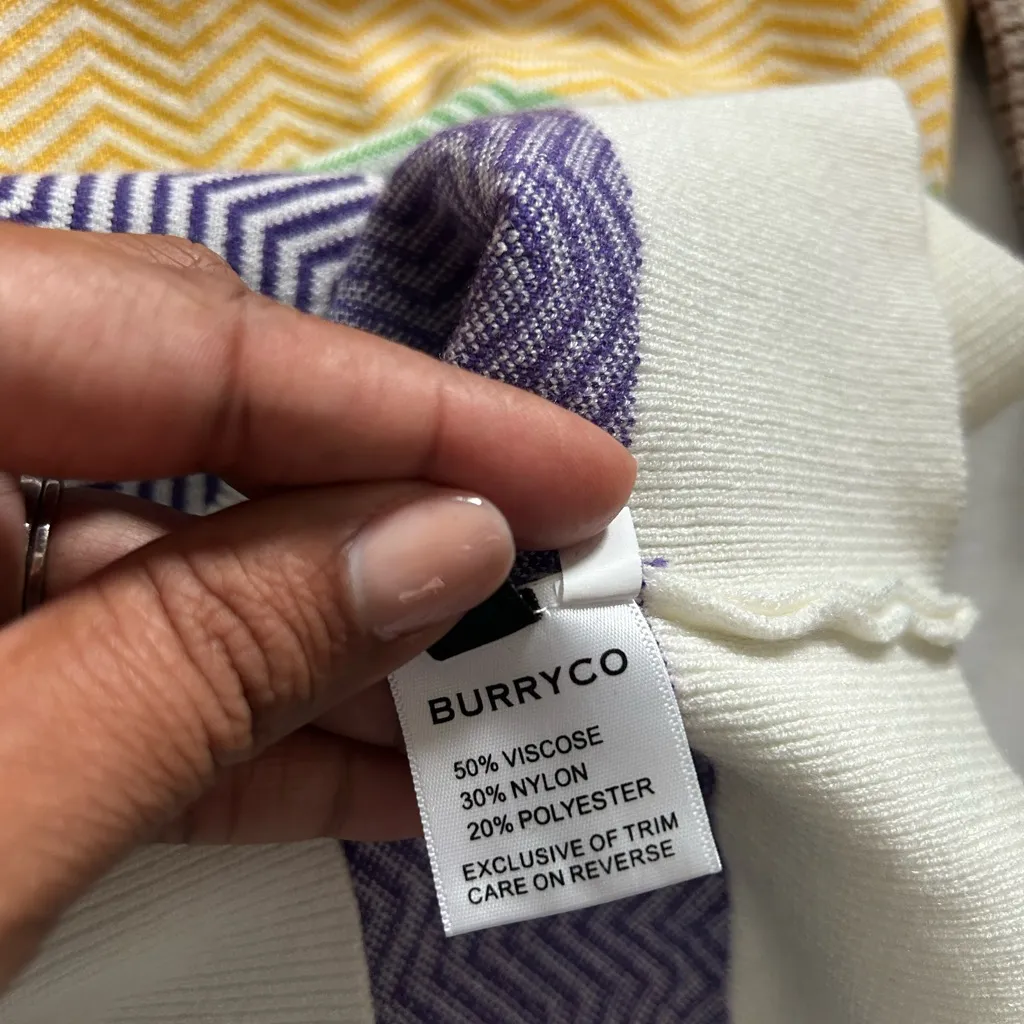 BURRYCO
50% VISCOSE
30% NYLON
20% POLYESTER
EXCLUSIVE OF TRIM
CARE ON REVERSE